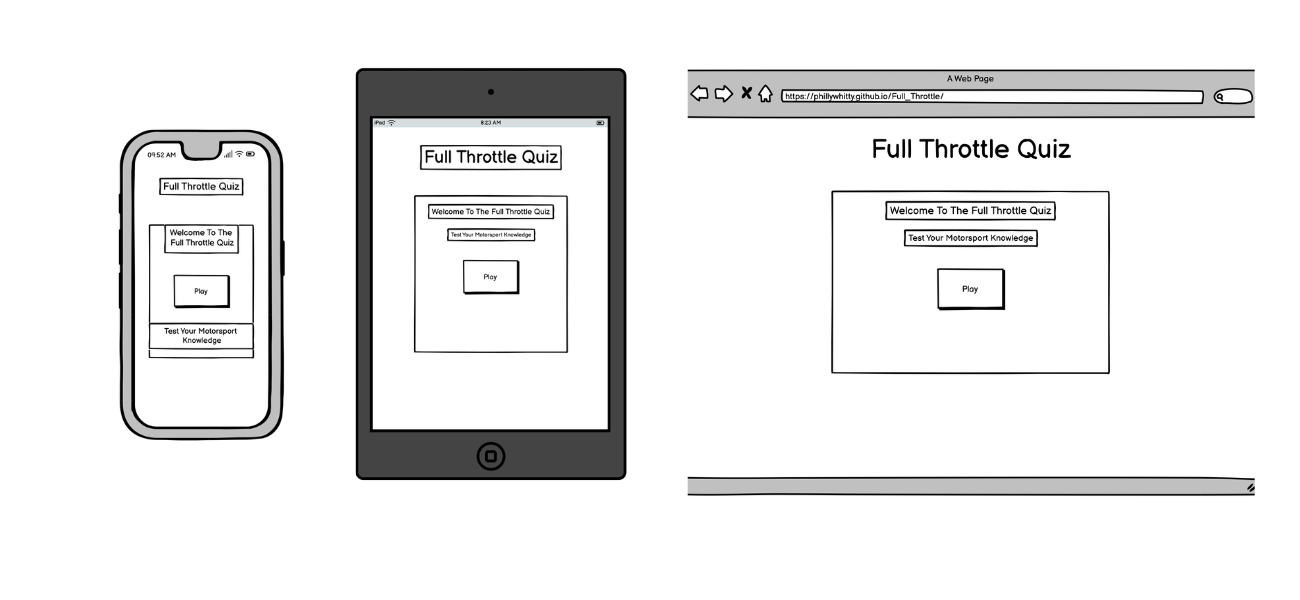 09:52 AM
Full Throttle Quiz
Welcome To The
Full Throttle Quiz
Play
Test Your Motorsport
Knowledge
iPad
8:23 AM
Full Throttle Quiz
Welcome To The Full Throttle Quiz
Test Your Motorsport Knowledge
Play
A Web Page
https://phillywhitty.github.io/Full_Throttle/
Full Throttle Quiz
Welcome To The Full Throttle Quiz
Test Your Motorsport Knowledge
Play